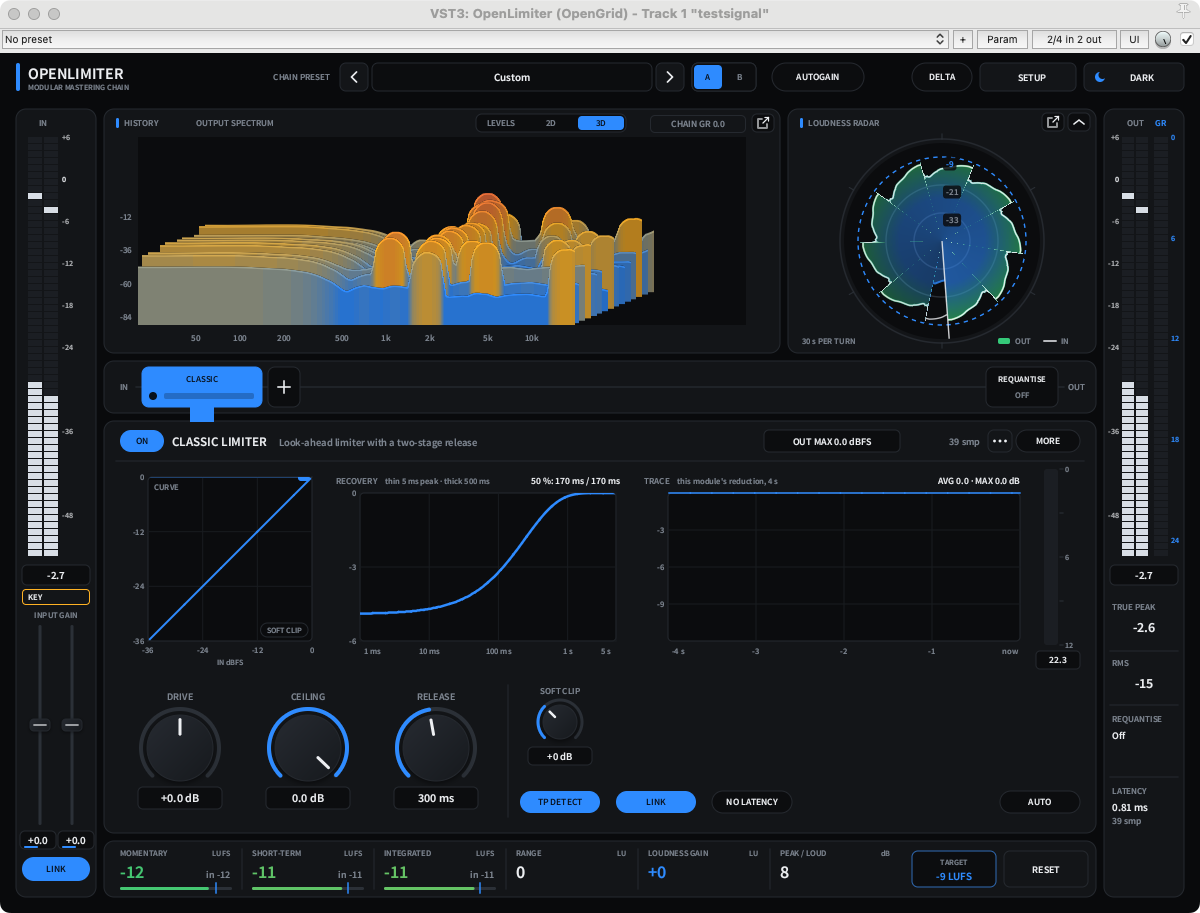 VST3: OpenLimiter (OpenGrid) - Track 1 "testsignal"
No preset
+
Param
2/4 in 2 out
UI
OPENLIMITER
MODULAR MASTERING CHAIN
CHAIN PRESET
Custom
A B
AUTOGAIN
DELTA
SETUP
DARK
IN
+6
0
-6
-12
-18
-24
-36
-48
-2.7
KEY
INPUT GAIN
+0.0 +0.0
LINK
HISTORY
OUTPUT SPECTRUM
LEVELS 2D 3D
CHAIN GR 0.0
-12
-36
-60
-84
50 100 200 500 1k 2k 5k 10k
LOUDNESS RADAR
-9
-21
-33
30 s PER TURN
OUT IN
IN
CLASSIC
+
REQUANTISE
OFF
OUT
ON
CLASSIC LIMITER
Look-ahead limiter with a two-stage release
OUT MAX 0.0 dBFS
39 smp
MORE
CURVE
0
-12
-24
-36
-36 -24 -12 0
IN dBFS
SOFT CLIP
RECOVERY thin 5 ms peak · thick 500 ms
50 %: 170 ms / 170 ms
0
-3
-6
1 ms 10 ms 100 ms 1 s 5 s
TRACE this module's reduction, 4 s
AVG 0.0 · MAX 0.0 dB
-3
-6
-9
-4 s -3 -2 -1 now
0
6
12
22.3
DRIVE
+0.0 dB
CEILING
0.0 dB
RELEASE
300 ms
SOFT CLIP
+0 dB
TP DETECT
LINK
NO LATENCY
AUTO
MOMENTARY LUFS
-12 in -12
SHORT-TERM LUFS
-11 in -11
INTEGRATED LUFS
-11 in -11
RANGE LU
0
LOUDNESS GAIN LU
+0
PEAK / LOUD dB
8
TARGET
-9 LUFS
RESET
OUT GR
+6 0
0
-6 6
-12
-18 12
-24
-36 18
-48
24
-2.7
TRUE PEAK
-2.6
RMS
-15
REQUANTISE
Off
LATENCY
0.81 ms
39 smp